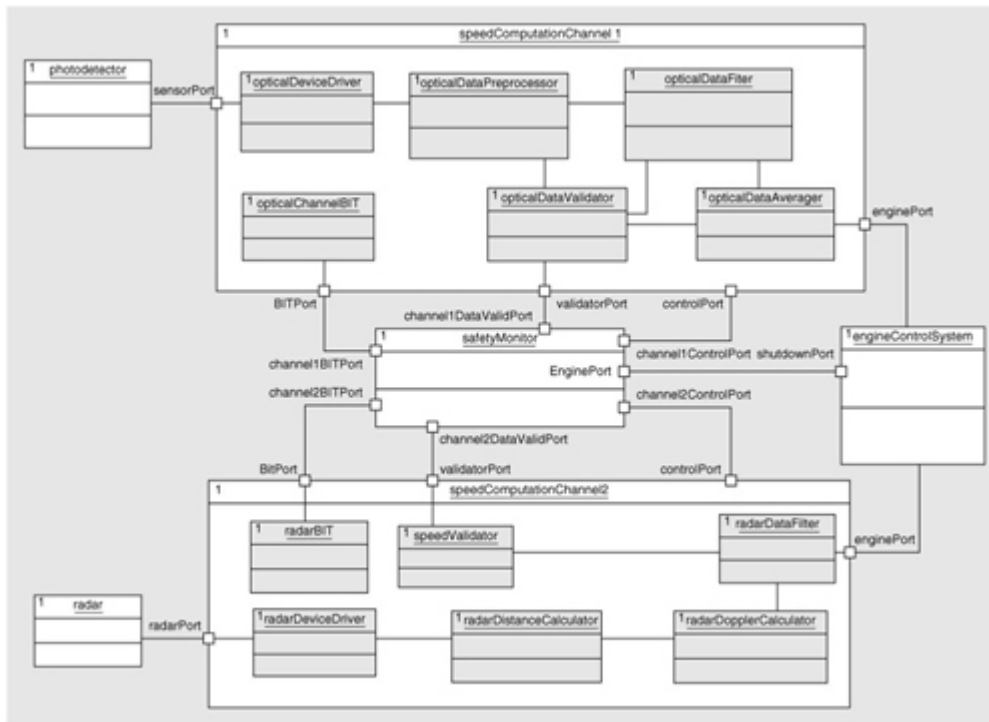 1
speedComputationChannel 1
1
photodetector
sensorPort
1
opticalDeviceDriver
1
opticalDataPreprocessor
1
opticalDataFiter
1
opticalChannelBIT
1
opticalDataValidator
1
opticalDataAverager
enginePort
BITPort
validatorPort
controlPort
channel1DataValidPort
1
safetyMonitor
channel1BITPort
channel1ControlPort
shutdownPort
1
engineControlSystem
EnginePort
channel2BITPort
channel2ControlPort
channel2DataValidPort
BitPort
validatorPort
controlPort
1
speedComputationChannel2
1
radarBIT
1
speedValidator
1
radarDataFilter
enginePort
1
radar
radarPort
1
radarDeviceDriver
1
radarDistanceCalculator
1
radarDopplerCalculator